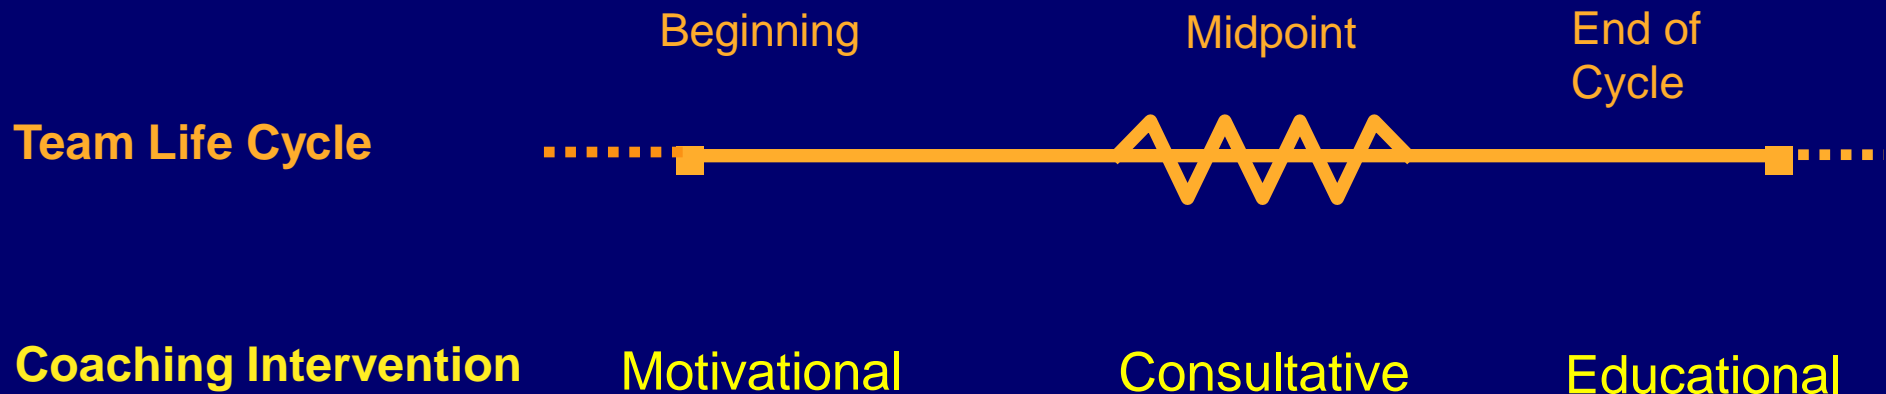 Beginning
Midpoint
End of
Cycle
Team Life Cycle
Coaching Intervention
Motivational
Consultative
Educational